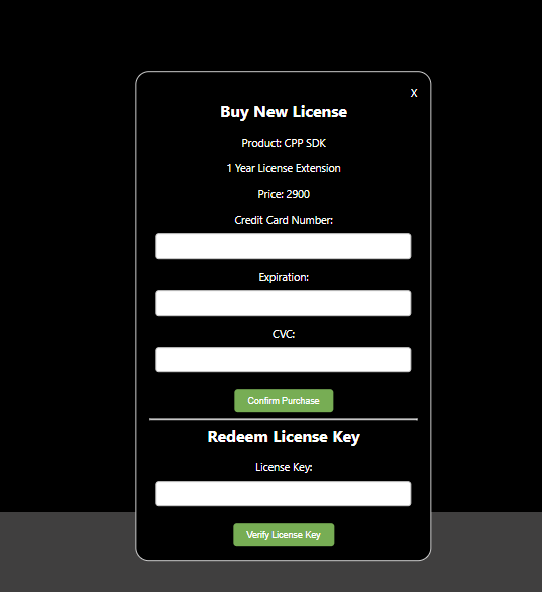 X
Buy New License
Product: CPP SDK
1 Year License Extension
Price: 2900
Credit Card Number:
Expiration:
CVC:
Confirm Purchase
Redeem License Key
License Key:
Verify License Key